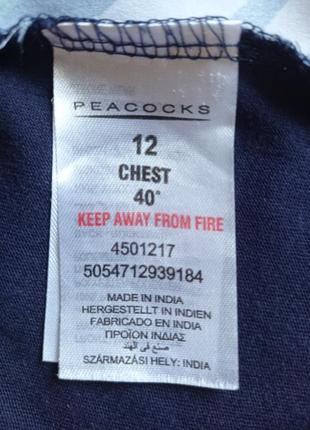 PEACOCKS
12
CHEST
40"
KEEP AWAY FROM FIRE
4501217
5054712939184
MADE IN INDIA
HERGESTELLT IN INDIEN
FABRICADO EN INDIA
ΠΡΟΪΟΝ ΙΝΔΙΑΣ
صنع في الهند
SZÁRMAZÁSI HELY: INDIA